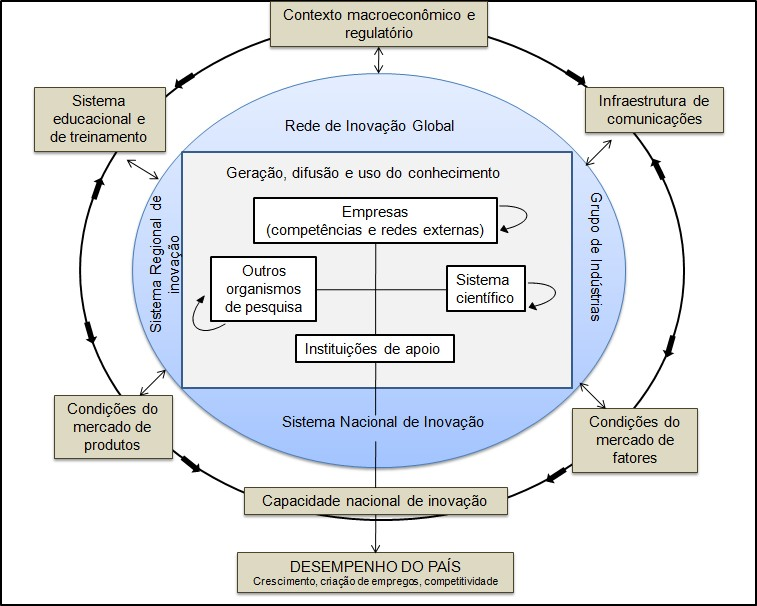 Contexto macroeconômico e
regulatório
Sistema
educacional e
de treinamento
Infraestrutura de
comunicações
Rede de Inovação Global
Geração, difusão e uso do conhecimento
Empresas
(competências e redes externas)
Sistema Regional de
inovação
Grupo de Indústrias
Outros
organismos
de pesquisa
Sistema
científico
Instituições de apoio
Condições do
mercado de
produtos
Sistema Nacional de Inovação
Condições do
mercado de
fatores
Capacidade nacional de inovação
DESEMPENHO DO PAÍS
Crescimento, criação de empregos, competitividade